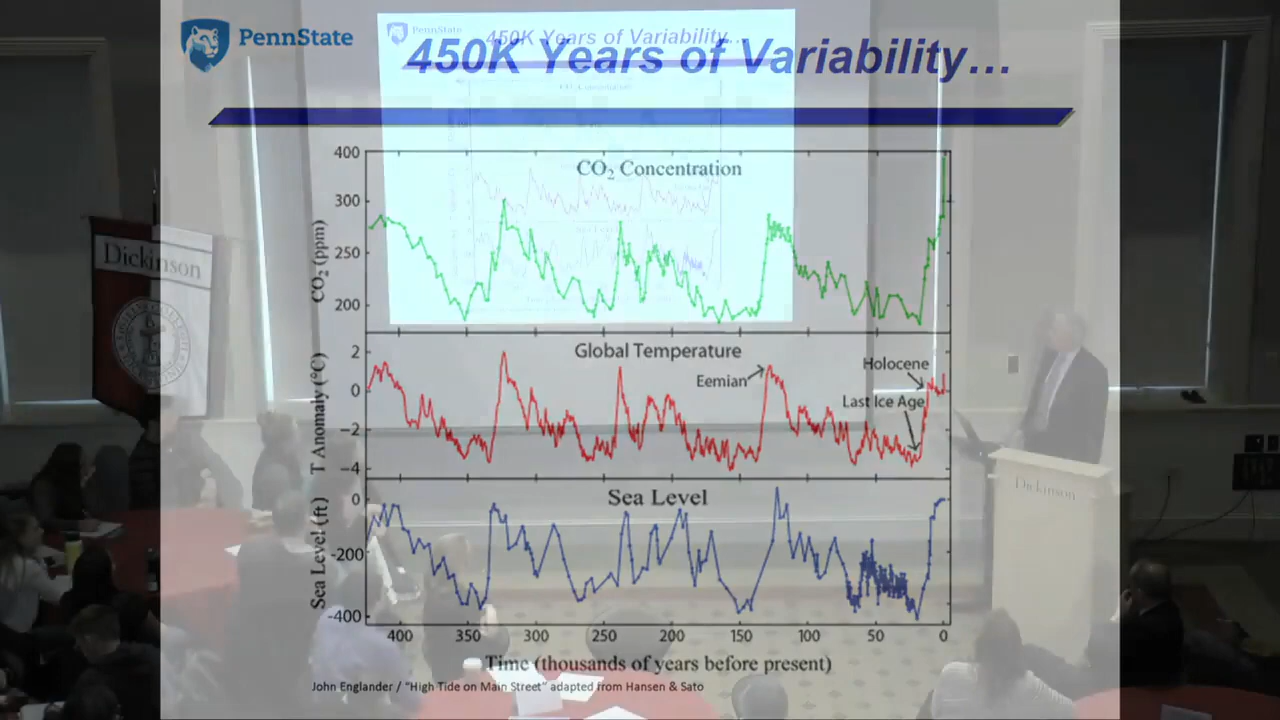 PennState
450K Years of Variability...
PennState
450K Years of Variability…
CO₂ Concentration
400
300
250
200
CO₂ (ppm)
Global Temperature
Eemian
Holocene
Last Ice Age
2
0
−2
−4
T Anomaly (°C)
Sea Level
0
-200
-400
Sea Level (ft)
400 350 300 250 200 150 100 50 0
Time (thousands of years before present)
John Englander / "High Tide on Main Street" adapted from Hansen & Sato
Dickinson
Dickinson